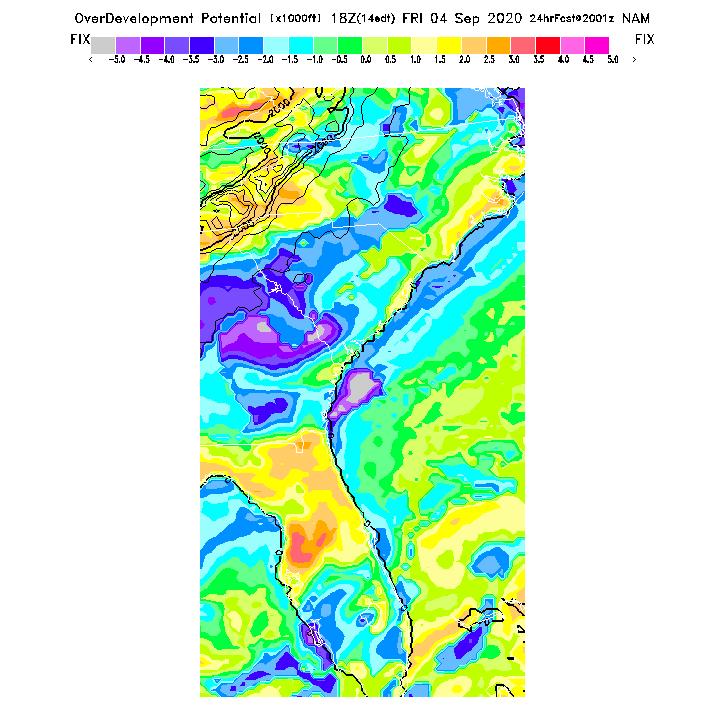 OverDevelopment Potential [x1000ft] 18Z(14edt) FRI 04 Sep 2020 24hrFcst@2001z NAM
FIX FIX
< -5.0 -4.5 -4.0 -3.5 -3.0 -2.5 -2.0 -1.5 -1.0 -0.5 0.0 0.5 1.0 1.5 2.0 2.5 3.0 3.5 4.0 4.5 5.0 >
2000
2000